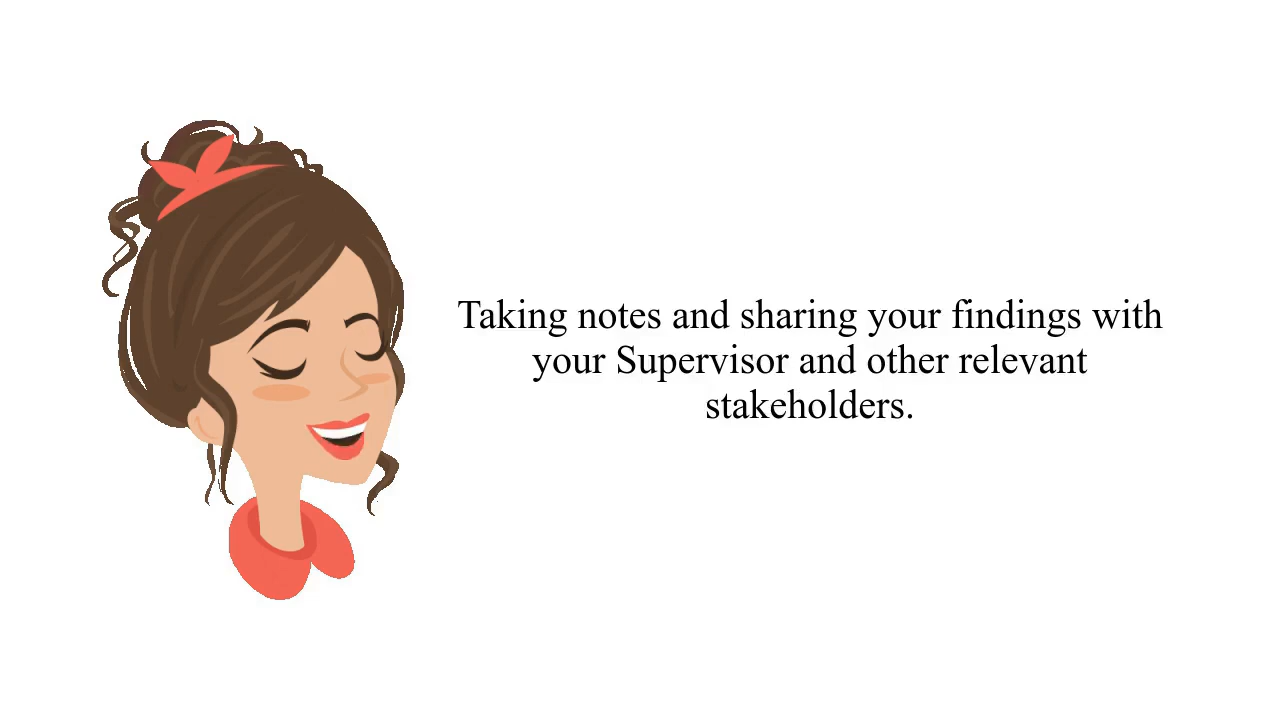 Taking notes and sharing your findings with
your Supervisor and other relevant
stakeholders.